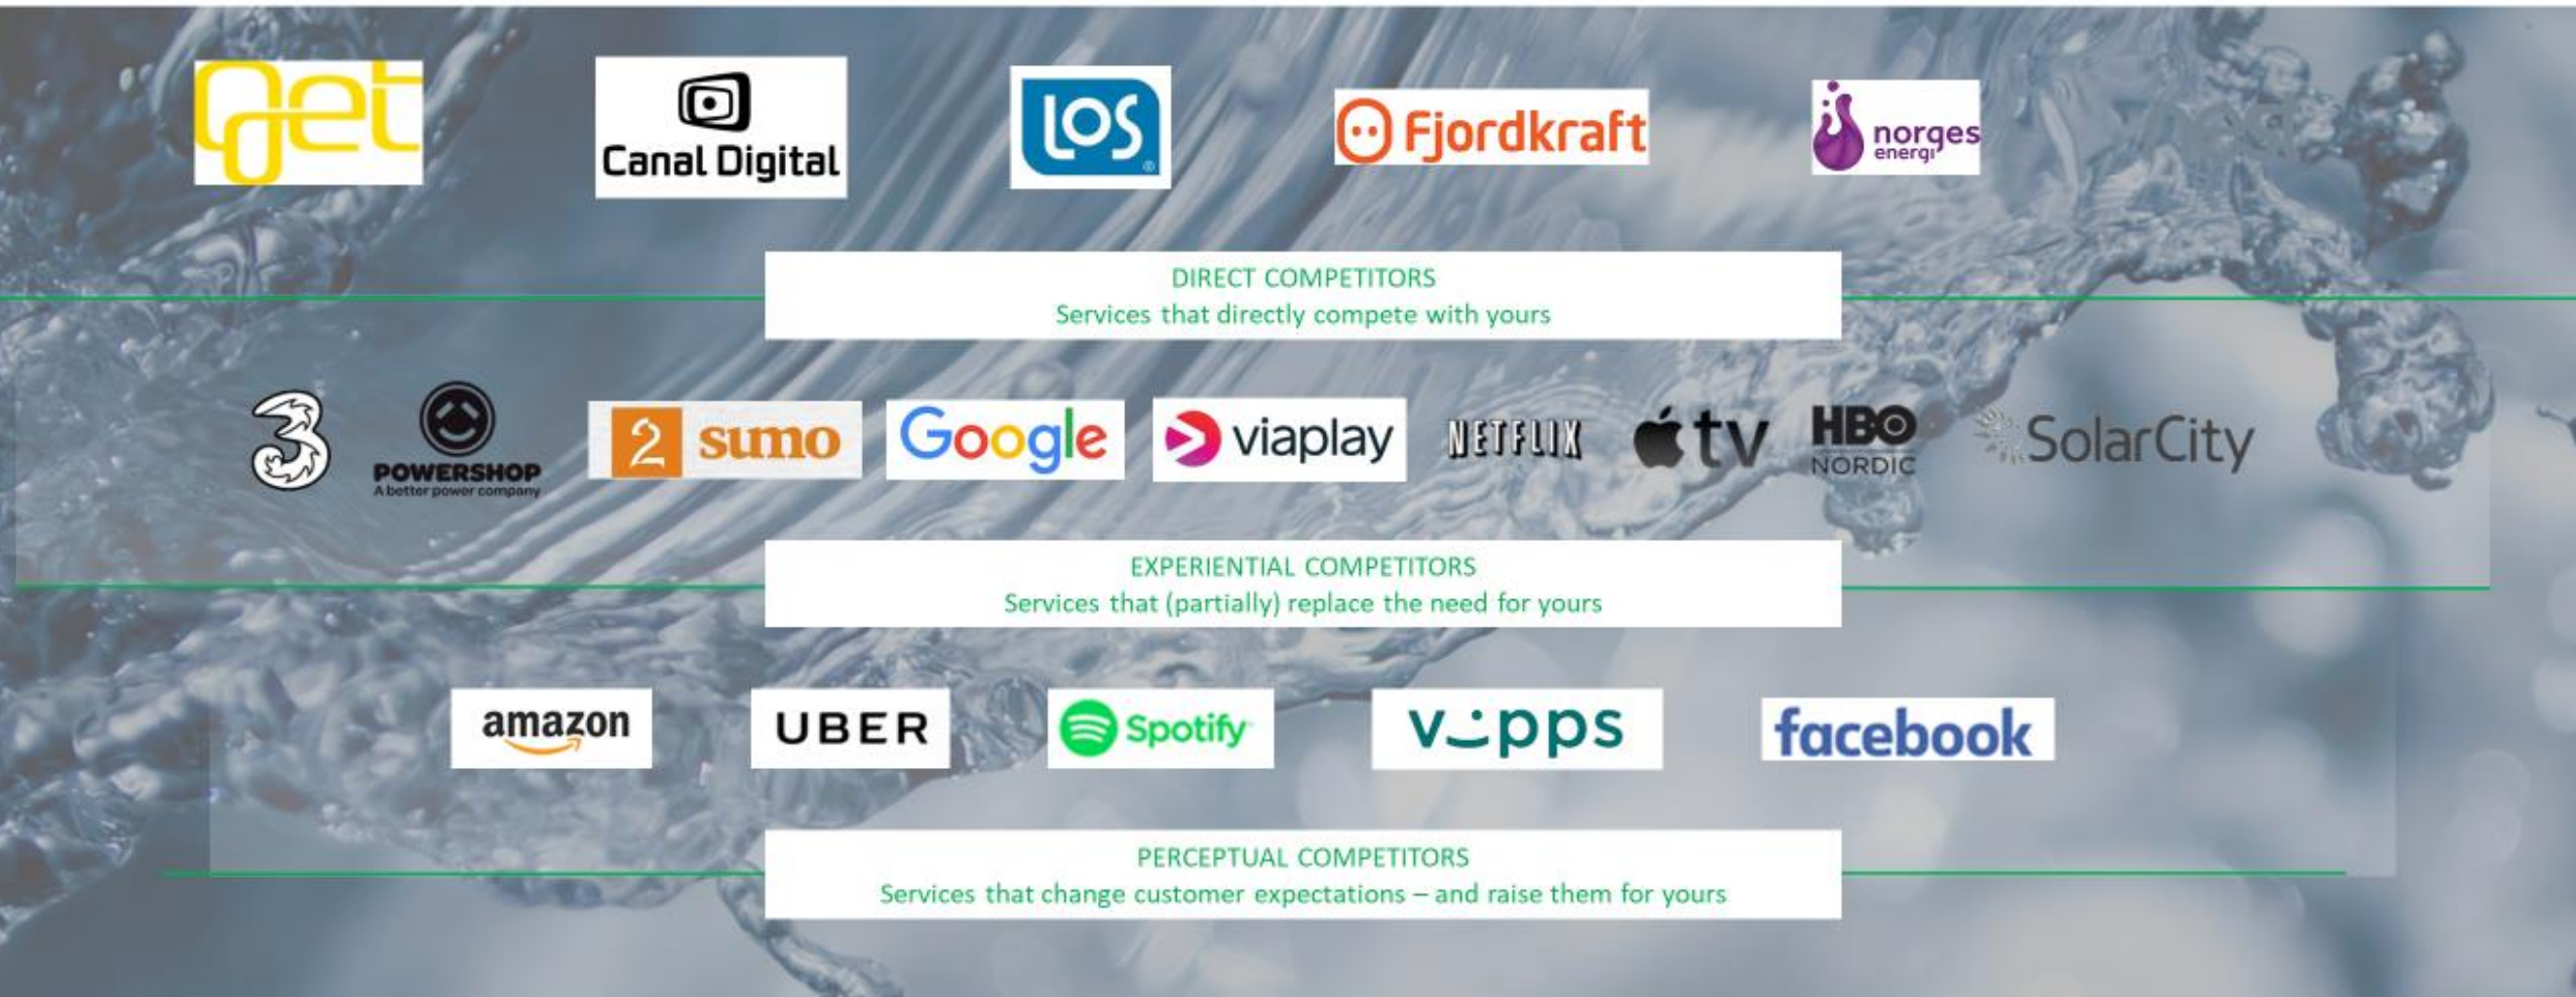 Get
Canal Digital
LOS
Fjordkraft
norges
energi
DIRECT COMPETITORS
Services that directly compete with yours
3
POWERSHOP
A better power company
2 sumo
Google
viaplay
NETFLIX
tv
HBO
NORDIC
SolarCity
EXPERIENTIAL COMPETITORS
Services that (partially) replace the need for yours
amazon
UBER
Spotify
vipps
facebook
PERCEPTUAL COMPETITORS
Services that change customer expectations – and raise them for yours